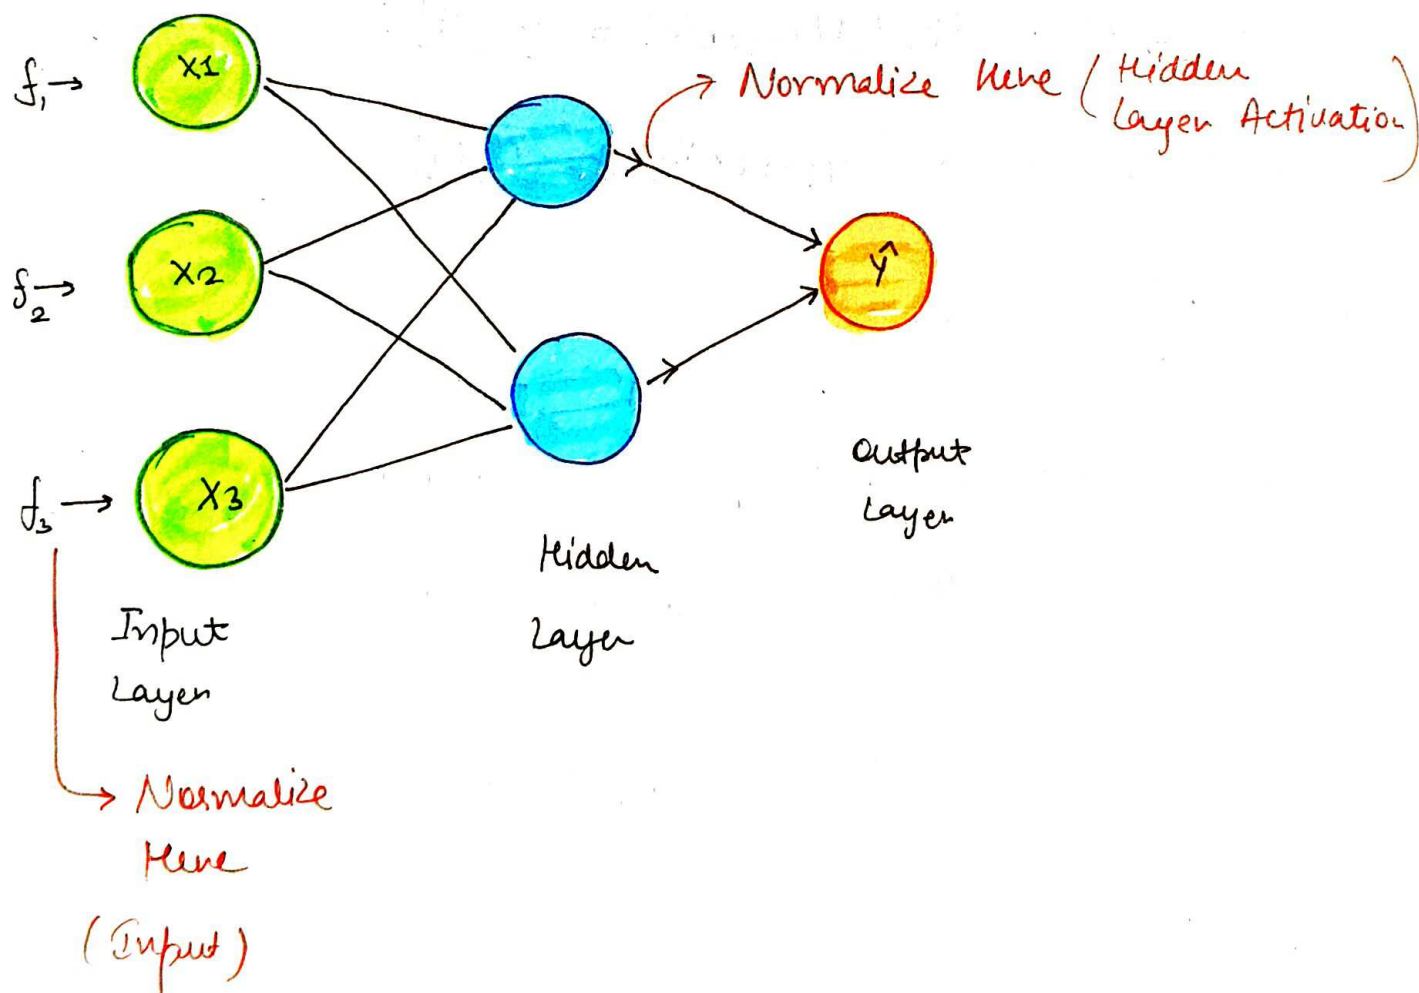 f1→
X1
Normalize Here (Hidden
Layer Activation)
f2→
X2
ŷ
f3→
X3
Output
Layer
Hidden
Layer
Input
Layer
Normalize
Here
(Input)